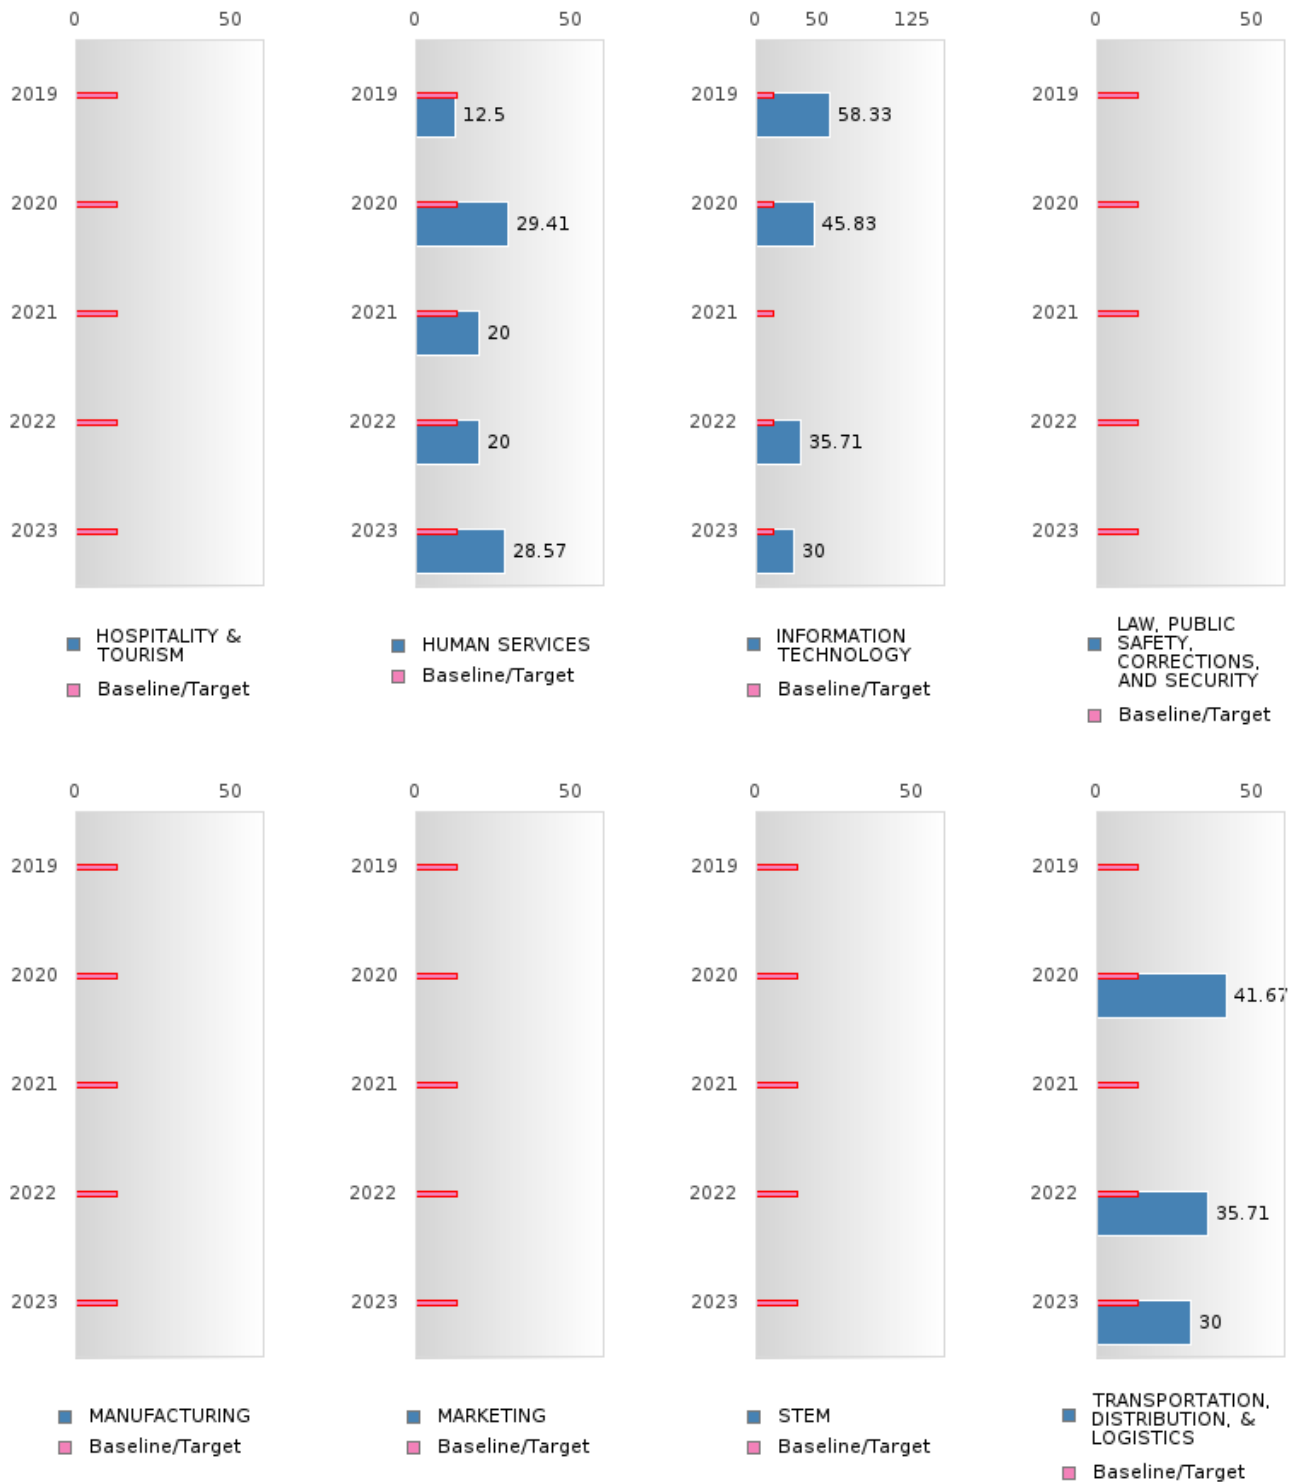 0 50
2019
2020
2021
2022
2023
HOSPITALITY &
TOURISM
Baseline/Target
0 50
2019
12.5
2020
29.41
2021
20
2022
20
2023
28.57
HUMAN SERVICES
Baseline/Target
0 50 125
2019
58.33
2020
45.83
2021
2022
35.71
2023
30
INFORMATION
TECHNOLOGY
Baseline/Target
0 50
2019
2020
2021
2022
2023
LAW, PUBLIC
SAFETY,
CORRECTIONS,
AND SECURITY
Baseline/Target
0 50
2019
2020
2021
2022
2023
MANUFACTURING
Baseline/Target
0 50
2019
2020
2021
2022
2023
MARKETING
Baseline/Target
0 50
2019
2020
2021
2022
2023
STEM
Baseline/Target
0 50
2019
2020
41.67
2021
2022
35.71
2023
30
TRANSPORTATION,
DISTRIBUTION, &
LOGISTICS
Baseline/Target